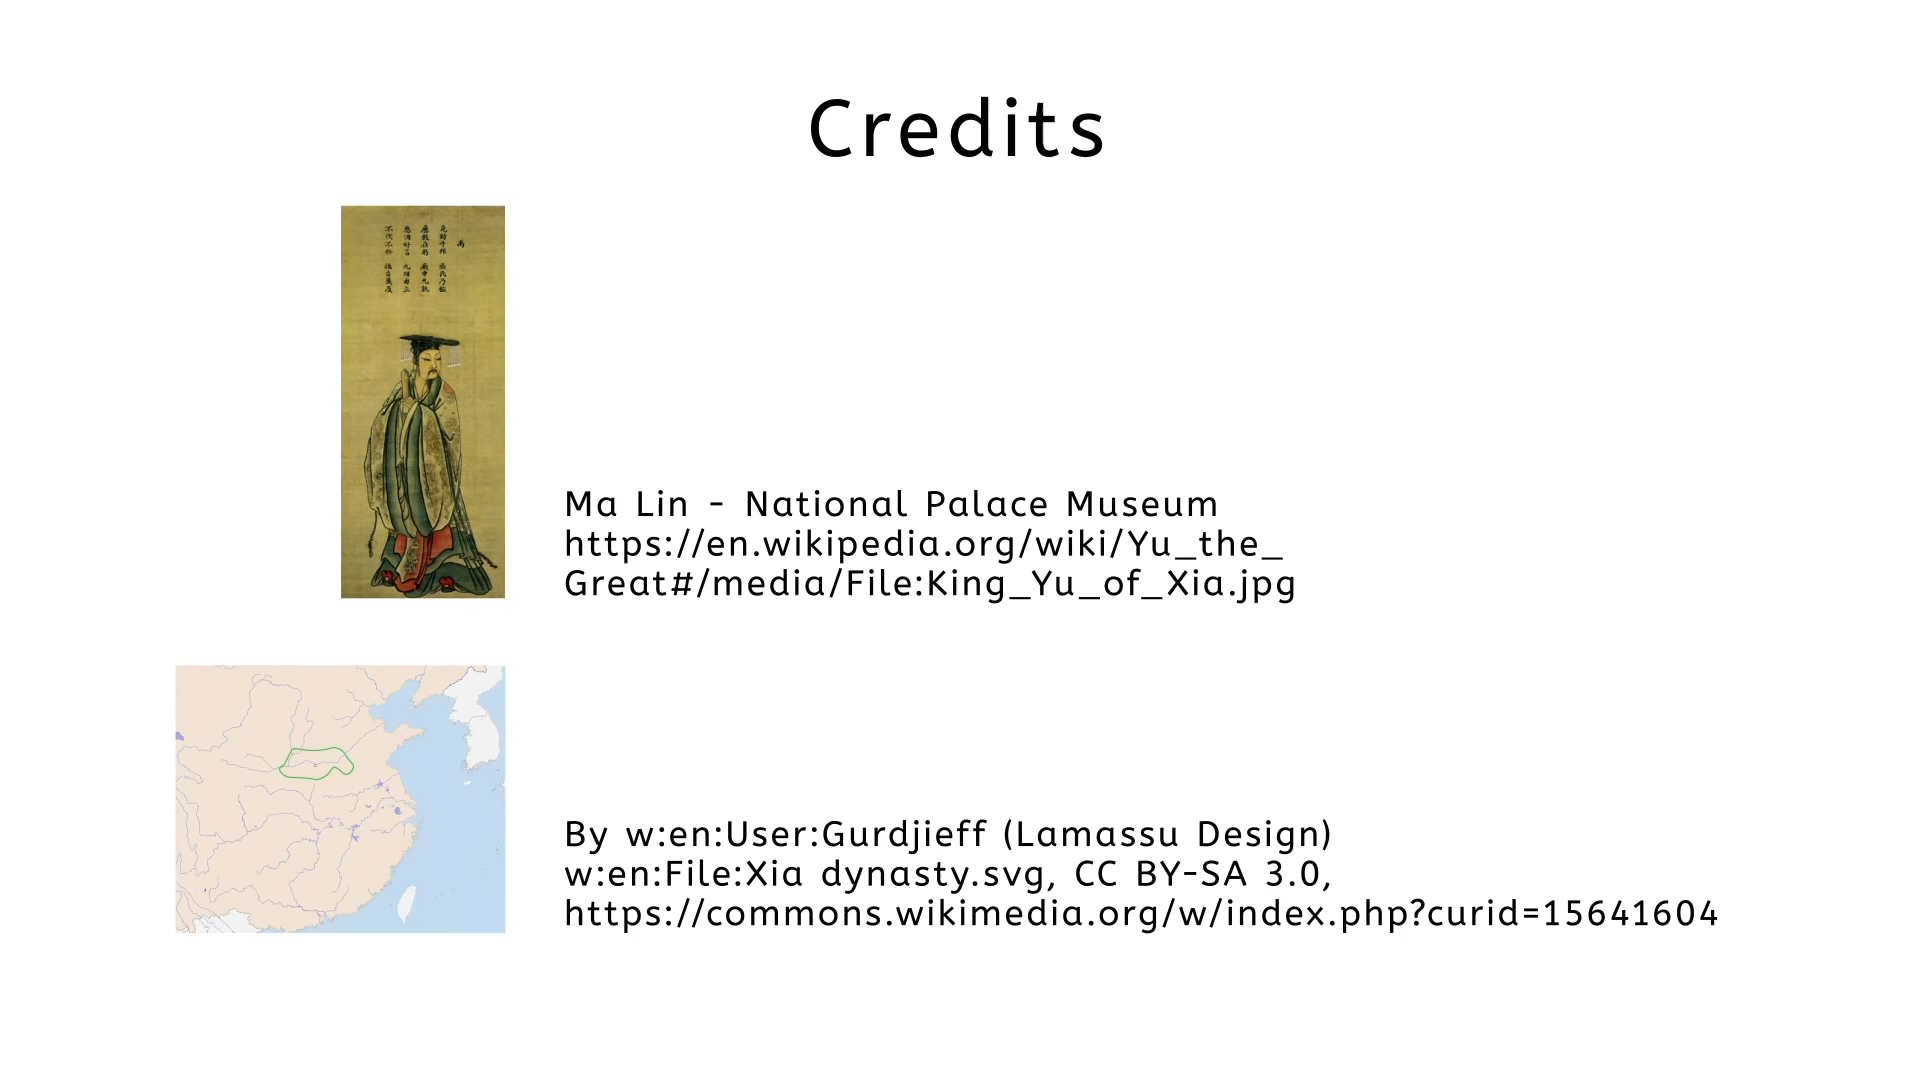 Credits
Ma Lin - National Palace Museum
https://en.wikipedia.org/wiki/Yu_the_
Great#/media/File:King_Yu_of_Xia.jpg
By w:en:User:Gurdjieff (Lamassu Design)
w:en:File:Xia dynasty.svg, CC BY-SA 3.0,
https://commons.wikimedia.org/w/index.php?curid=15641604